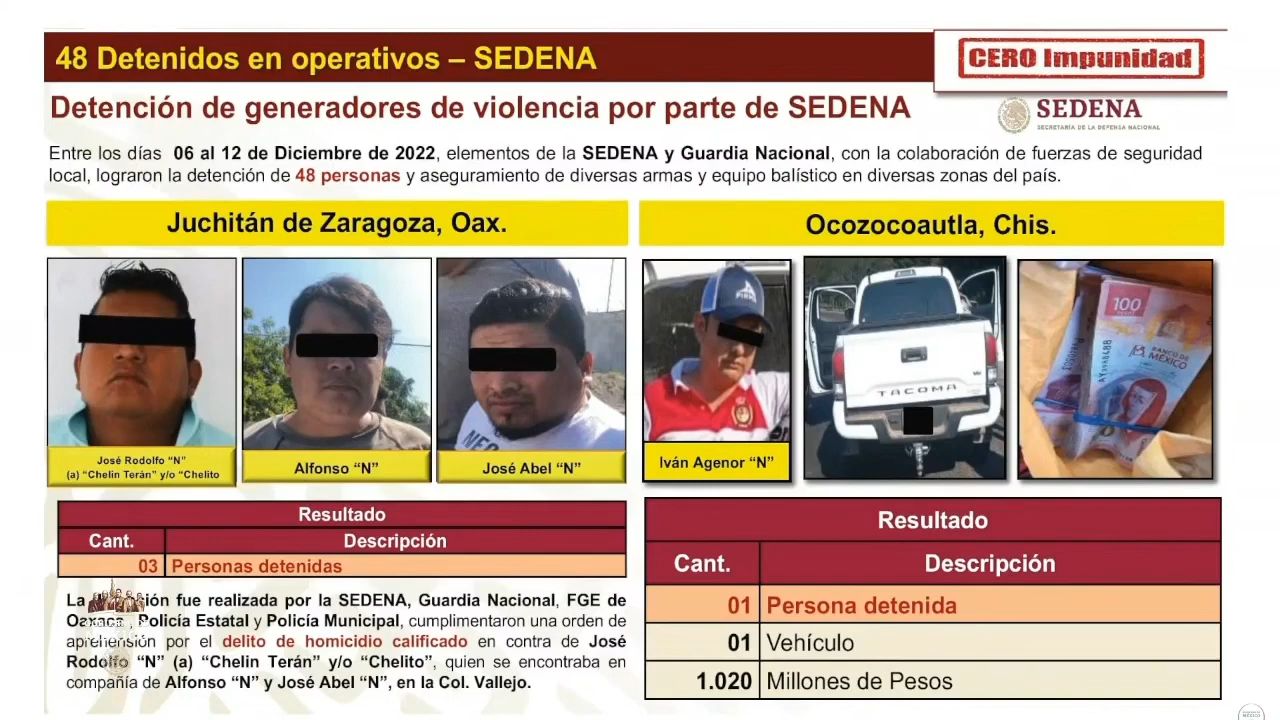 48 Detenidos en operativos – SEDENA
CERO Impunidad
Detención de generadores de violencia por parte de SEDENA
SEDENA
SECRETARÍA DE LA DEFENSA NACIONAL
Entre los días 06 al 12 de Diciembre de 2022, elementos de la SEDENA y Guardia Nacional, con la colaboración de fuerzas de seguridad
local, lograron la detención de 48 personas y aseguramiento de diversas armas y equipo balístico en diversas zonas del país.
Juchitán de Zaragoza, Oax.
José Rodolfo “N”
(a) “Chelin Terán” y/o “Chelito
Alfonso “N”
José Abel “N”
Resultado
Cant. Descripción
03 Personas detenidas
La ción fue realizada por la SEDENA, Guardia Nacional, FGE de
Oaxaca, Policía Estatal y Policía Municipal, cumplimentaron una orden de
aprehensión por el delito de homicidio calificado en contra de José
Rodolfo “N” (a) “Chelin Terán” y/o “Chelito”, quien se encontraba en
compañía de Alfonso “N” y José Abel “N”, en la Col. Vallejo.
Ocozocoautla, Chis.
Iván Agenor “N”
TACOMA
100
BANCO DE
MÉXICO
Resultado
Cant. Descripción
01 Persona detenida
01 Vehículo
1.020 Millones de Pesos